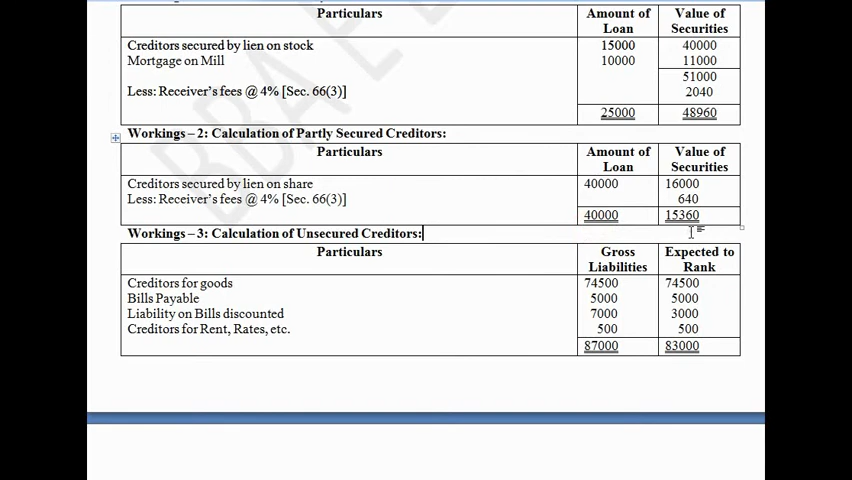 Particulars Amount of Loan Value of Securities
Creditors secured by lien on stock 15000 40000
Mortgage on Mill 10000 11000
51000
Less: Receiver's fees @ 4% [Sec. 66(3)] 2040
25000 48960
Workings – 2: Calculation of Partly Secured Creditors:
Particulars Amount of Loan Value of Securities
Creditors secured by lien on share 40000 16000
Less: Receiver's fees @ 4% [Sec. 66(3)] 640
40000 15360
Workings – 3: Calculation of Unsecured Creditors:
Particulars Gross Liabilities Expected to Rank
Creditors for goods 74500 74500
Bills Payable 5000 5000
Liability on Bills discounted 7000 3000
Creditors for Rent, Rates, etc. 500 500
87000 83000
BBA E